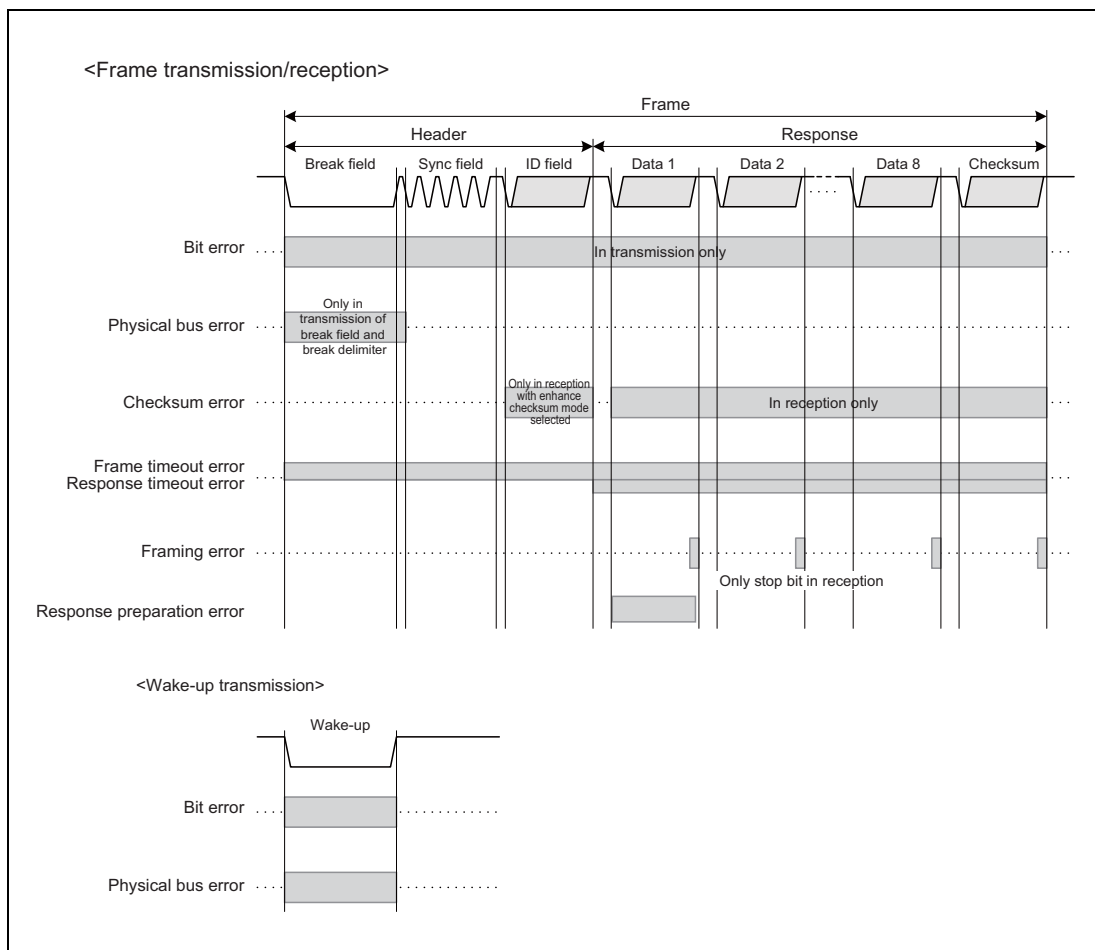 <Frame transmission/reception>
Frame
Header
Response
Break field
Sync field
ID field
Data 1
Data 2
Data 8
Checksum
Bit error
In transmission only
Physical bus error
Only in
transmission of
break field and
break delimiter
Checksum error
Only in reception
with enhance
checksum mode
selected
In reception only
Frame timeout error
Response timeout error
Framing error
Only stop bit in reception
Response preparation error
<Wake-up transmission>
Wake-up
Bit error
Physical bus error